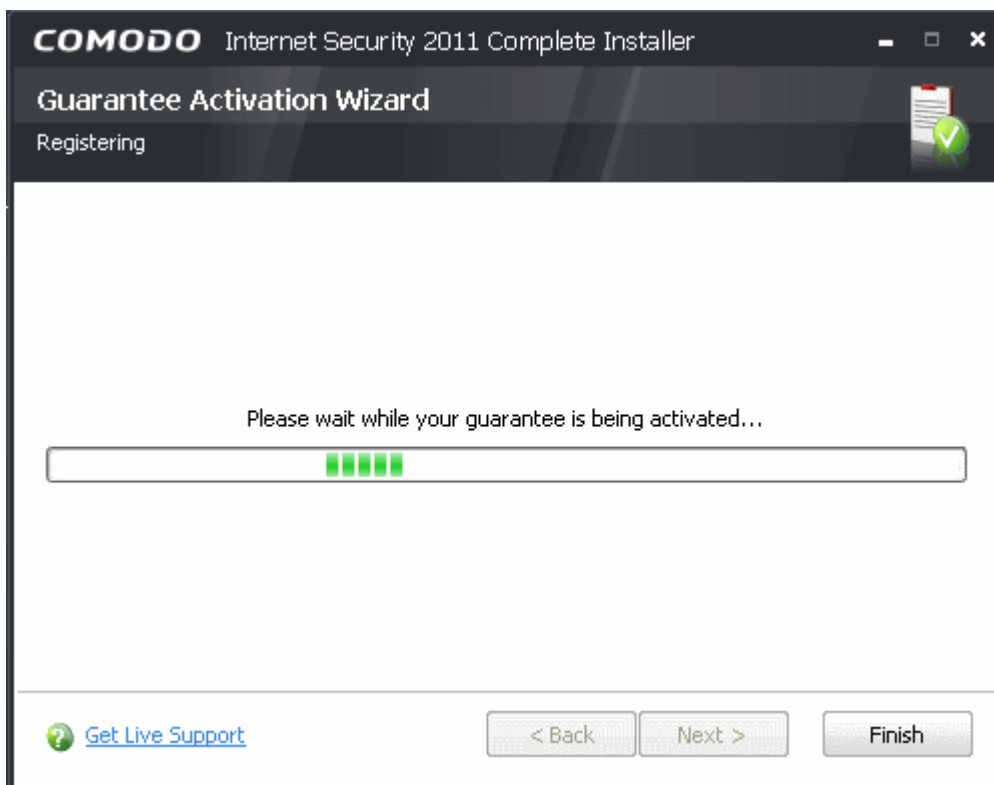 COMODO Internet Security 2011 Complete Installer
Guarantee Activation Wizard
Registering
Please wait while your guarantee is being activated...
Get Live Support
< Back
Next >
Finish